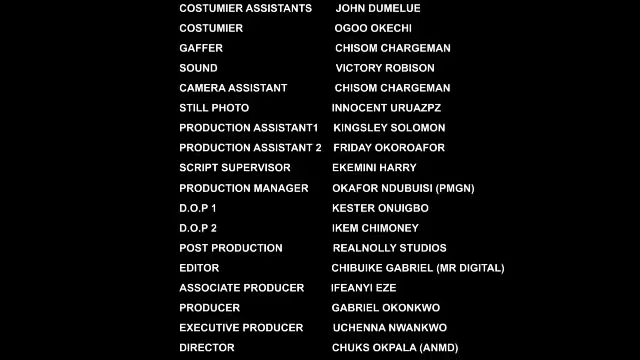 COSTUMIER ASSISTANTS JOHN DUMELUE
COSTUMIER OGOO OKECHI
GAFFER CHISOM CHARGEMAN
SOUND VICTORY ROBISON
CAMERA ASSISTANT CHISOM CHARGEMAN
STILL PHOTO INNOCENT URUAZPZ
PRODUCTION ASSISTANT1 KINGSLEY SOLOMON
PRODUCTION ASSISTANT 2 FRIDAY OKOROAFOR
SCRIPT SUPERVISOR EKEMINI HARRY
PRODUCTION MANAGER OKAFOR NDUBUISI (PMGN)
D.O.P 1 KESTER ONUIGBO
D.O.P 2 IKEM CHIMONEY
POST PRODUCTION REALNOLLY STUDIOS
EDITOR CHIBUIKE GABRIEL (MR DIGITAL)
ASSOCIATE PRODUCER IFEANYI EZE
PRODUCER GABRIEL OKONKWO
EXECUTIVE PRODUCER UCHENNA NWANKWO
DIRECTOR CHUKS OKPALA (ANMD)